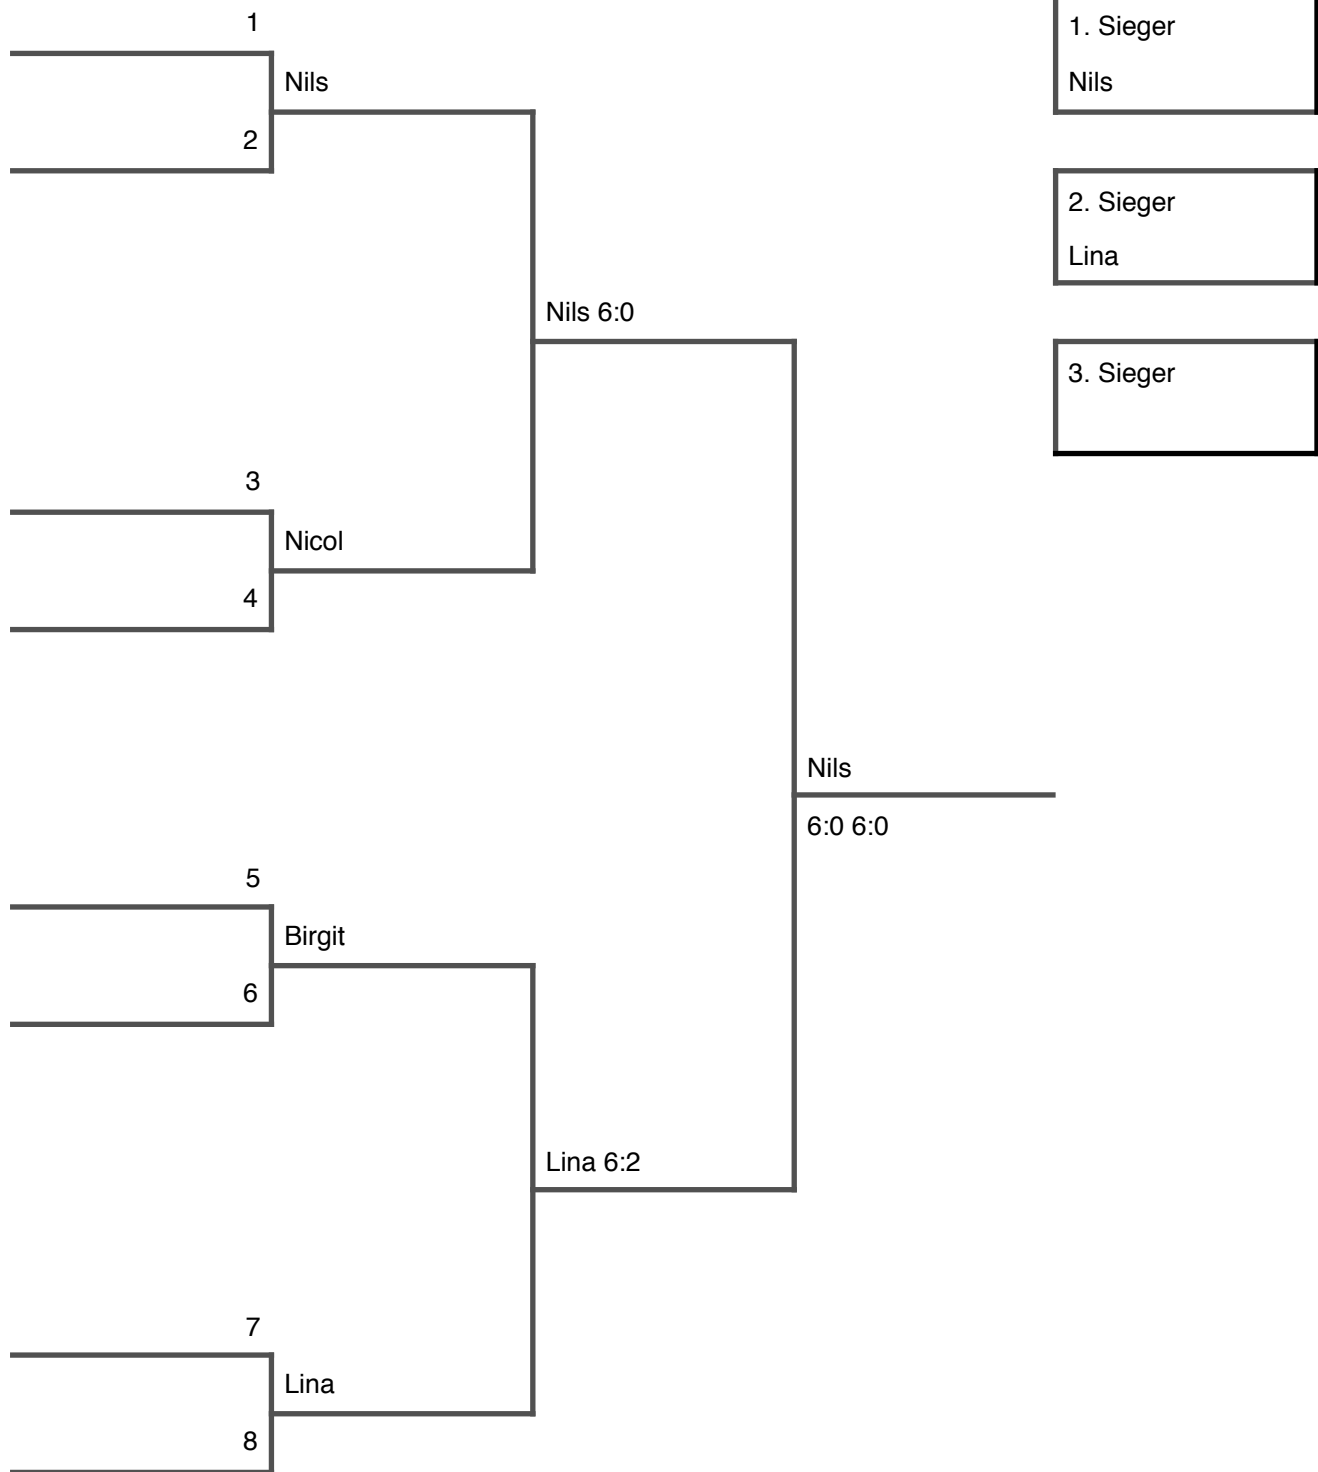 1
1. Sieger
Nils
Nils
2
2. Sieger
Lina
Nils 6:0
3. Sieger
3
Nicol
4
Nils
6:0 6:0
5
Birgit
6
Lina 6:2
7
Lina
8